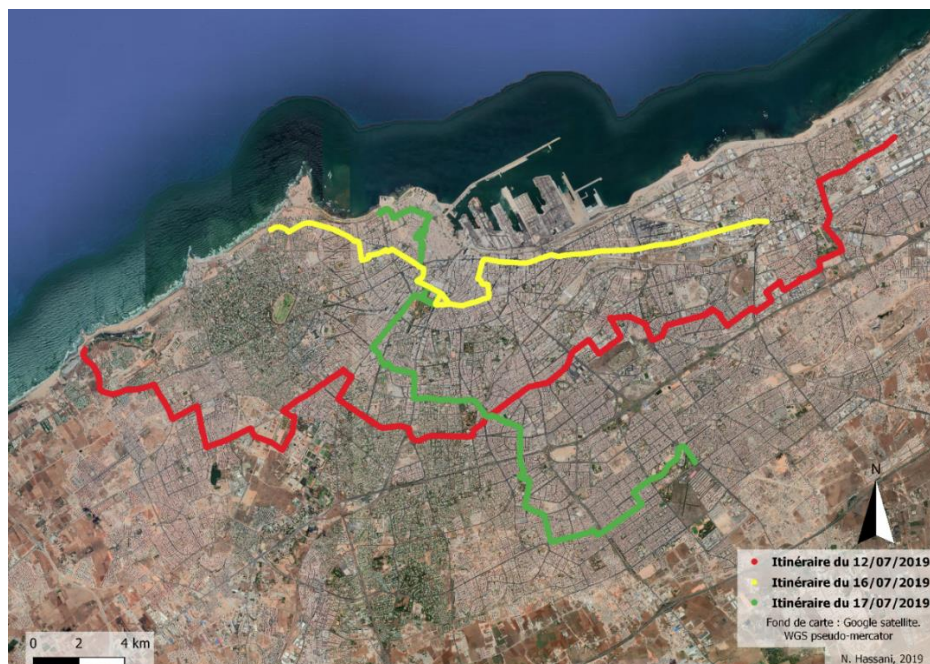 N
Itinéraire du 12/07/2019
Itinéraire du 16/07/2019
Itinéraire du 17/07/2019
Fond de carte : Google satellite.
WGS pseudo-mercator
0 2 4 km
N. Hassani, 2019